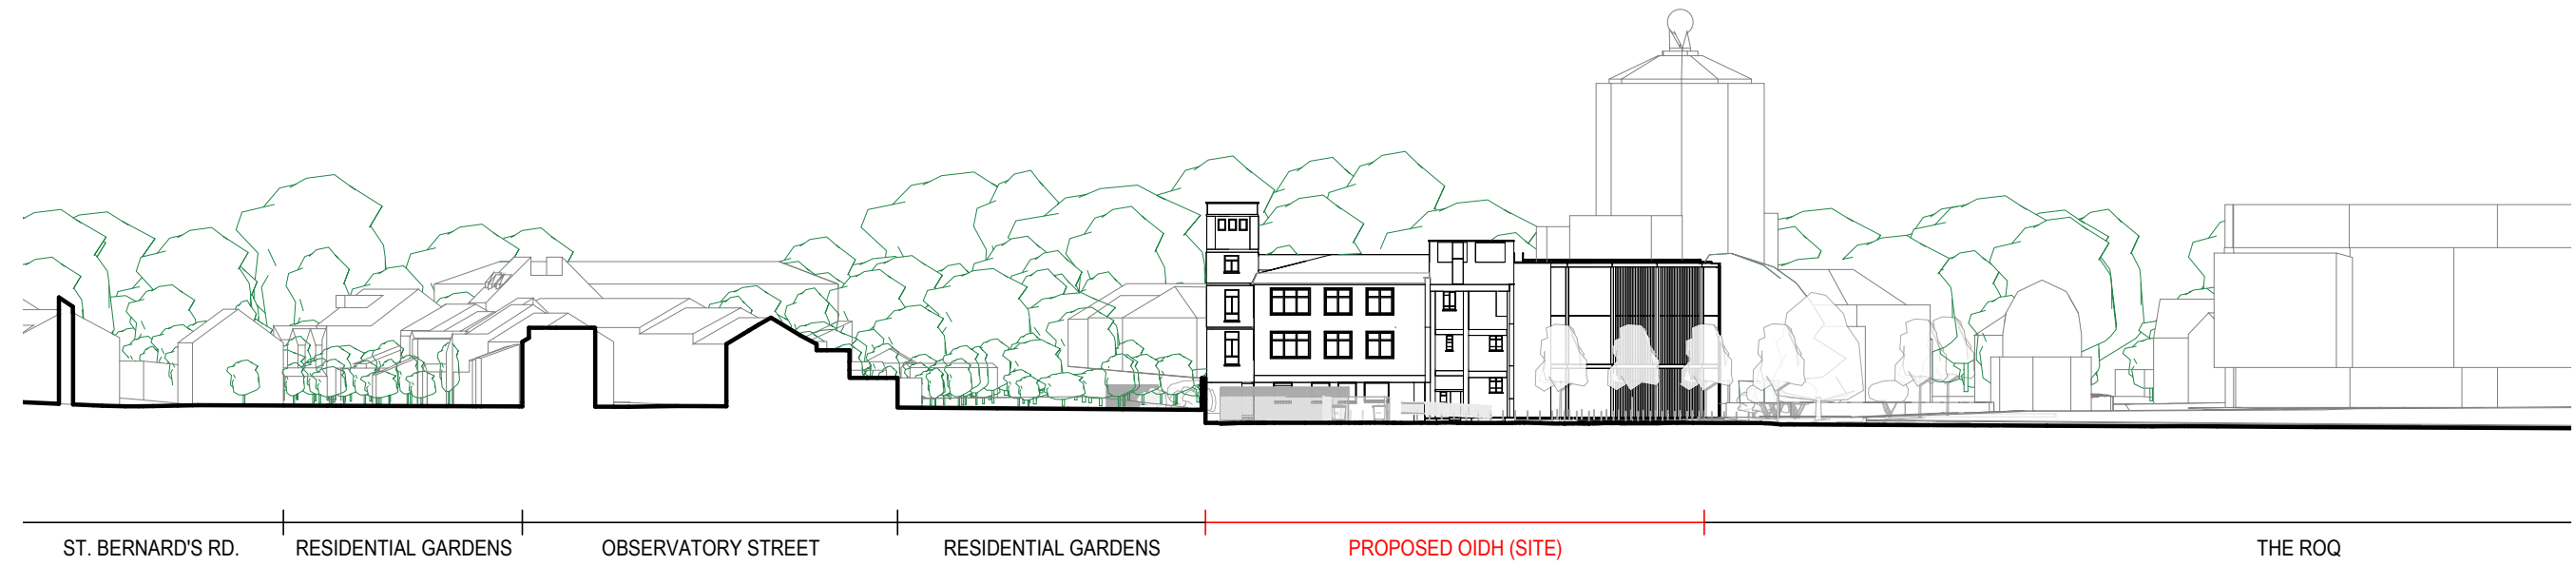 ST. BERNARD'S RD.
RESIDENTIAL GARDENS
OBSERVATORY STREET
RESIDENTIAL GARDENS
PROPOSED OIDH (SITE)
THE ROQ